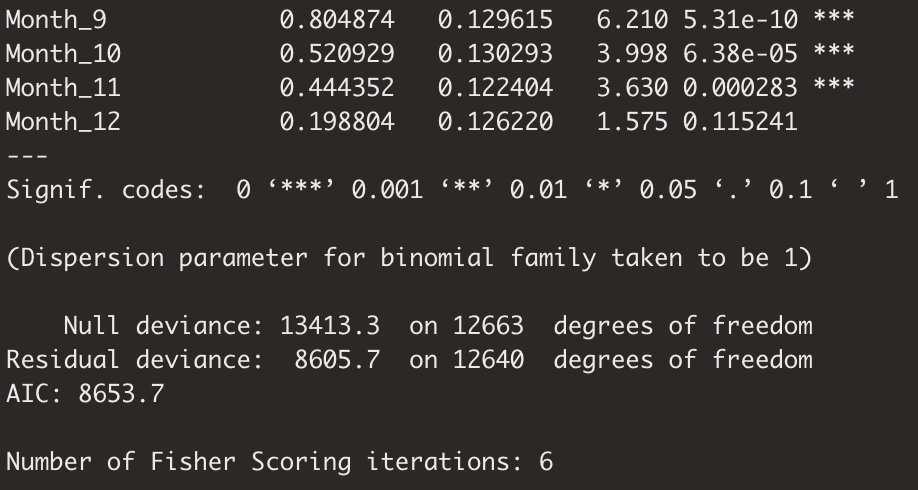 Month_9 0.804874 0.129615 6.210 5.31e-10 ***
Month_10 0.520929 0.130293 3.998 6.38e-05 ***
Month_11 0.444352 0.122404 3.630 0.000283 ***
Month_12 0.198804 0.126220 1.575 0.115241
---
Signif. codes: 0 ‘***’ 0.001 ‘**’ 0.01 ‘*’ 0.05 ‘.’ 0.1 ‘ ’ 1
(Dispersion parameter for binomial family taken to be 1)
Null deviance: 13413.3 on 12663 degrees of freedom
Residual deviance: 8605.7 on 12640 degrees of freedom
AIC: 8653.7
Number of Fisher Scoring iterations: 6